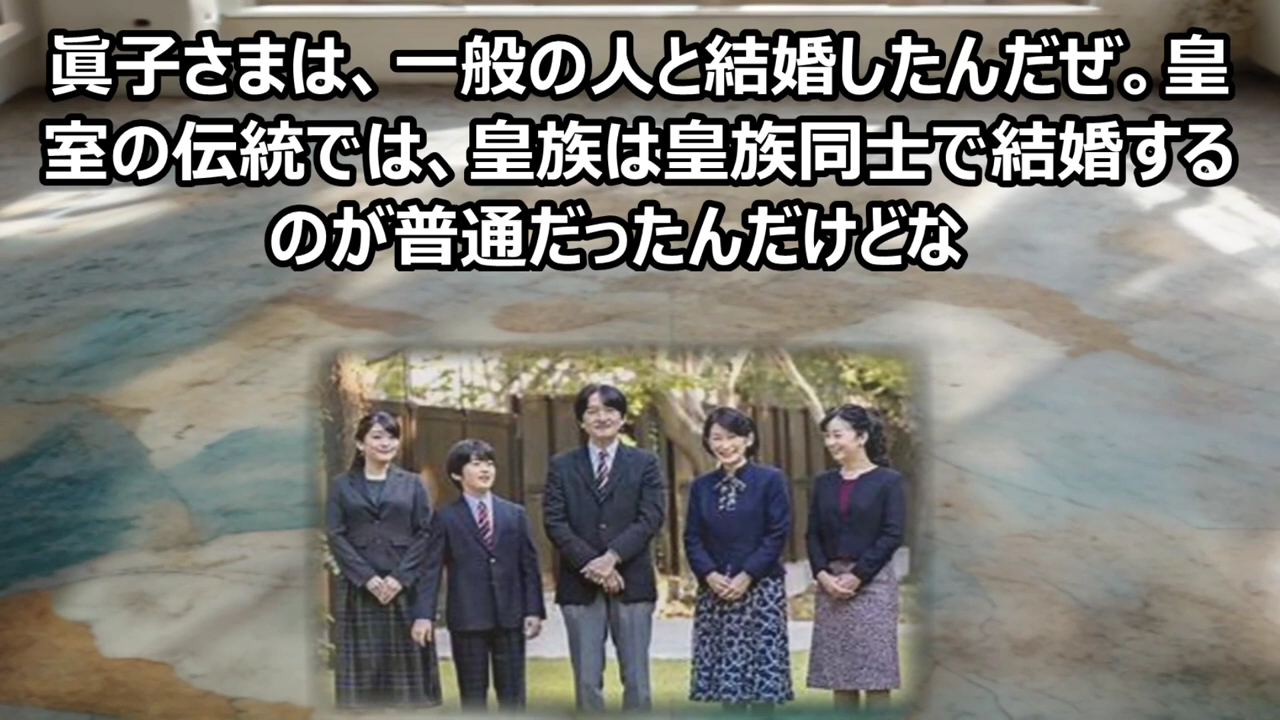 眞子さまは、一般の人と結婚したんだぜ。皇
室の伝統では、皇族は皇族同士で結婚する
のが普通だったんだけどな